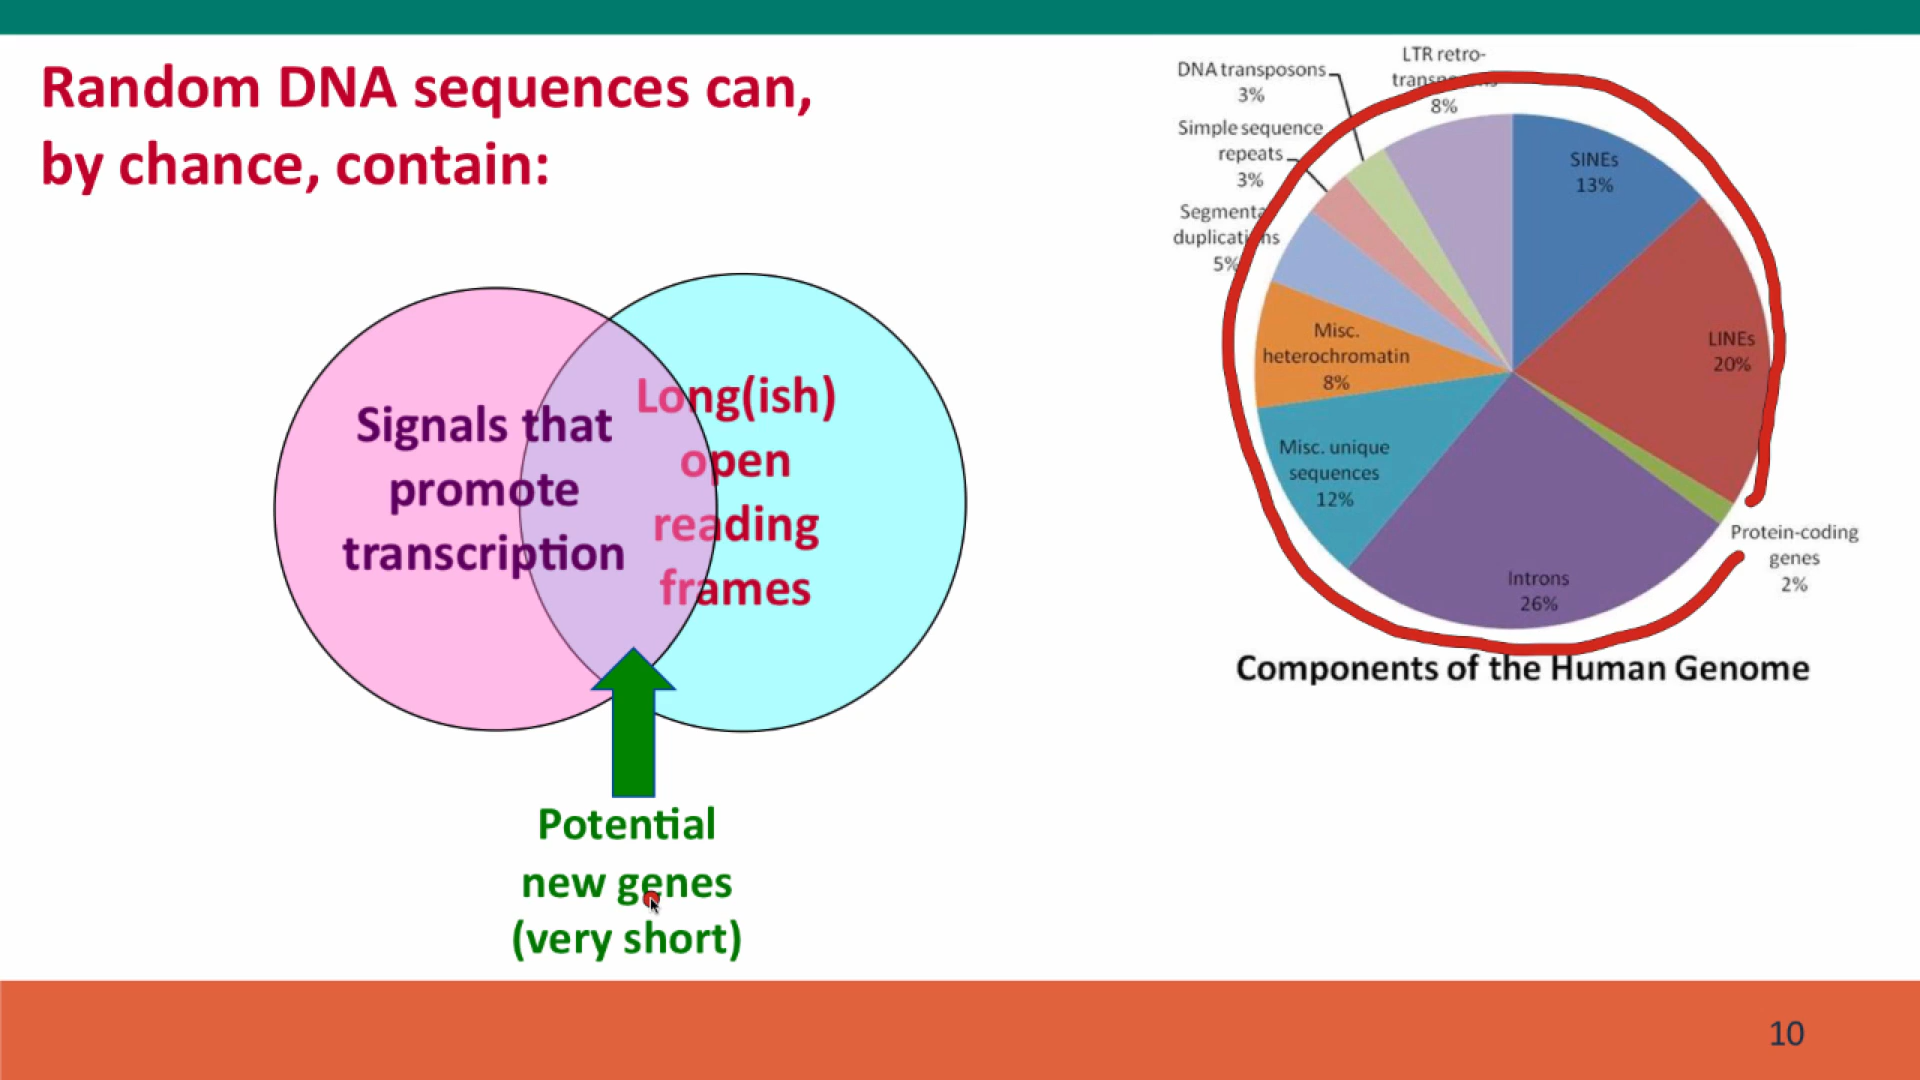 Random DNA sequences can,
by chance, contain:
Signals that
promote
transcription
Long(ish)
open
reading
frames
Potential
new genes
(very short)
DNA transposons
3%
LTR retro-
8%
Simple sequence
repeats
3%
5%
SINEs
13%
LINEs
20%
Misc.
heterochromatin
8%
Misc. unique
sequences
12%
Introns
26%
Protein-coding
genes
2%
Components of the Human Genome
10